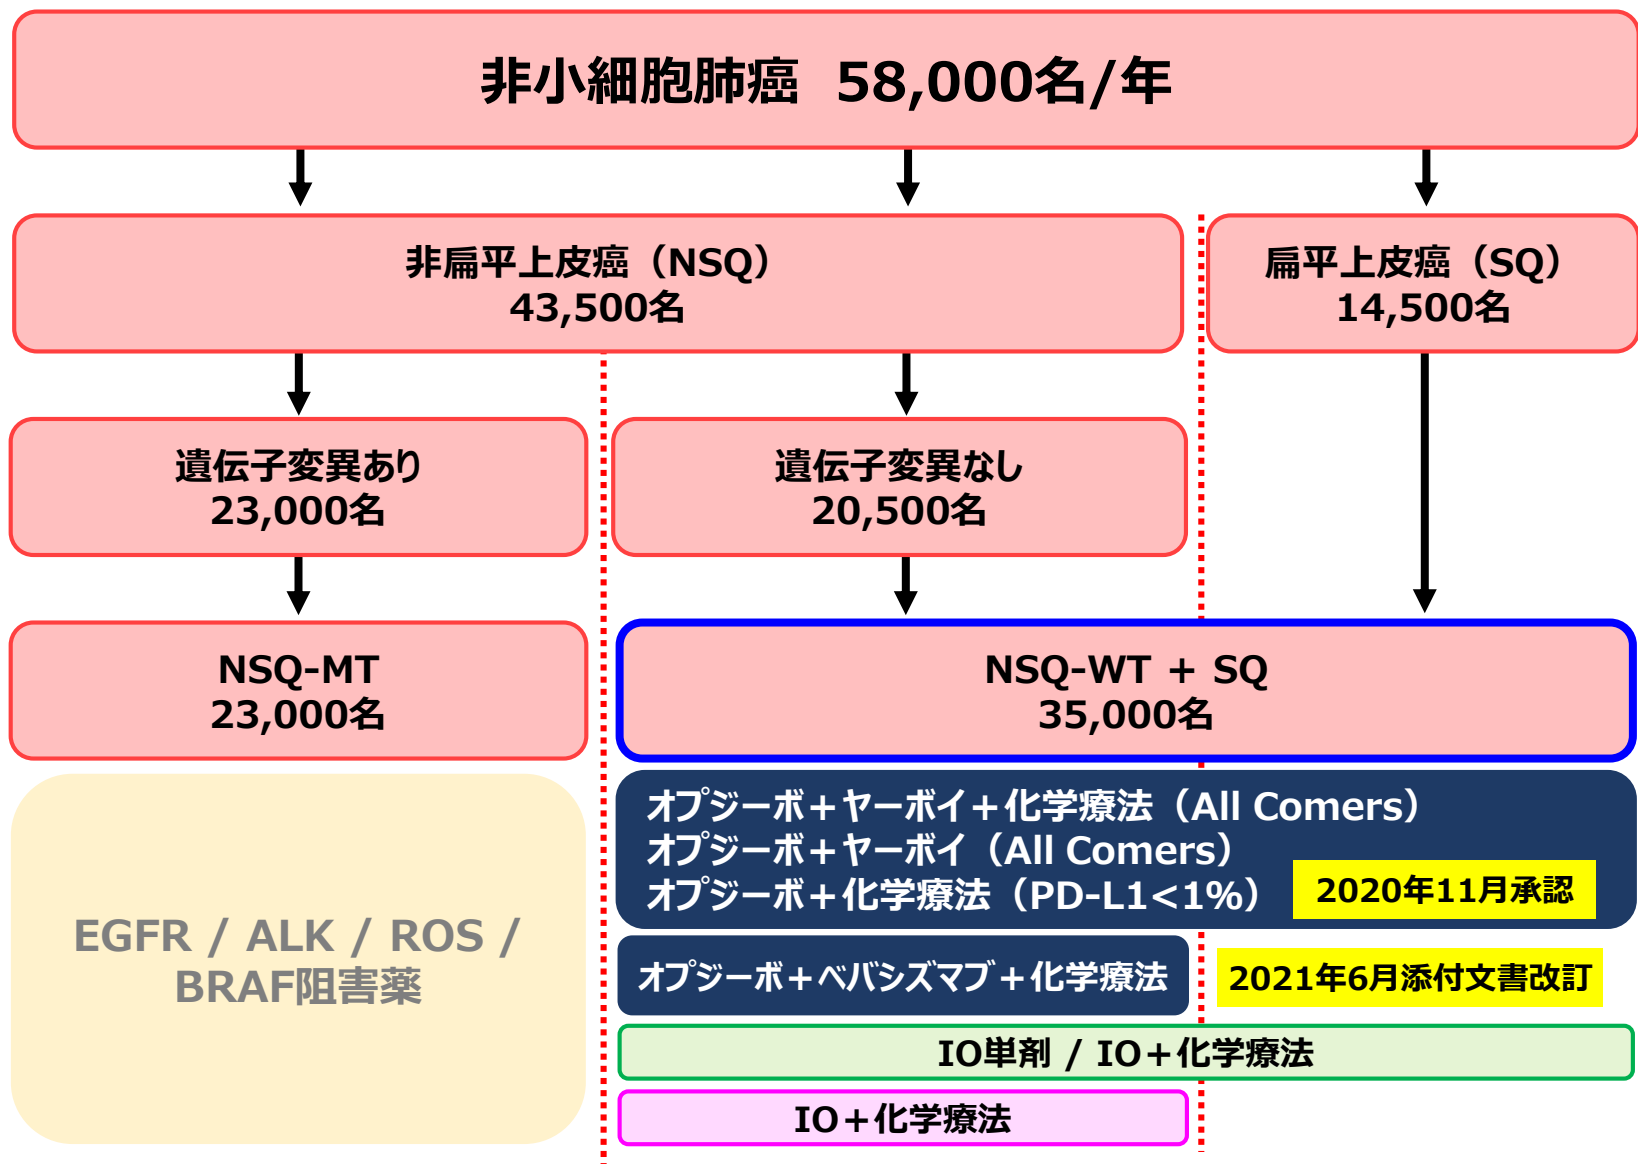 非小細胞肺癌 58,000名/年
非扁平上皮癌（NSQ）
43,500名
扁平上皮癌（SQ）
14,500名
遺伝子変異あり
23,000名
遺伝子変異なし
20,500名
NSQ-MT
23,000名
NSQ-WT + SQ
35,000名
オプジーボ＋ヤーボイ＋化学療法（All Comers）
オプジーボ＋ヤーボイ（All Comers）
オプジーボ＋化学療法（PD-L1<1%）
2020年11月承認
EGFR / ALK / ROS /
BRAF阻害薬
オプジーボ＋ベバシズマブ＋化学療法
2021年6月添付文書改訂
IO単剤 / IO＋化学療法
IO＋化学療法